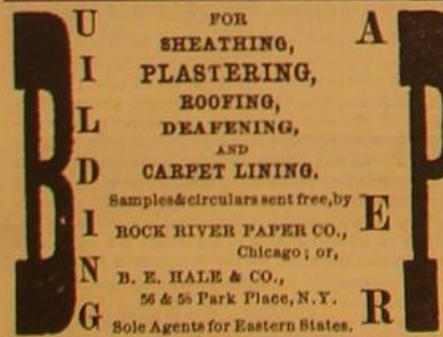 BUILDING
PAPER
FOR
SHEATHING,
PLASTERING,
ROOFING,
DEAFENING,
AND
CARPET LINING.
Samples & circulars sent free, by
ROCK RIVER PAPER CO.,
Chicago; or,
B. E. HALE & CO.,
56 & 58 Park Place, N.Y.
Sole Agents for Eastern States.